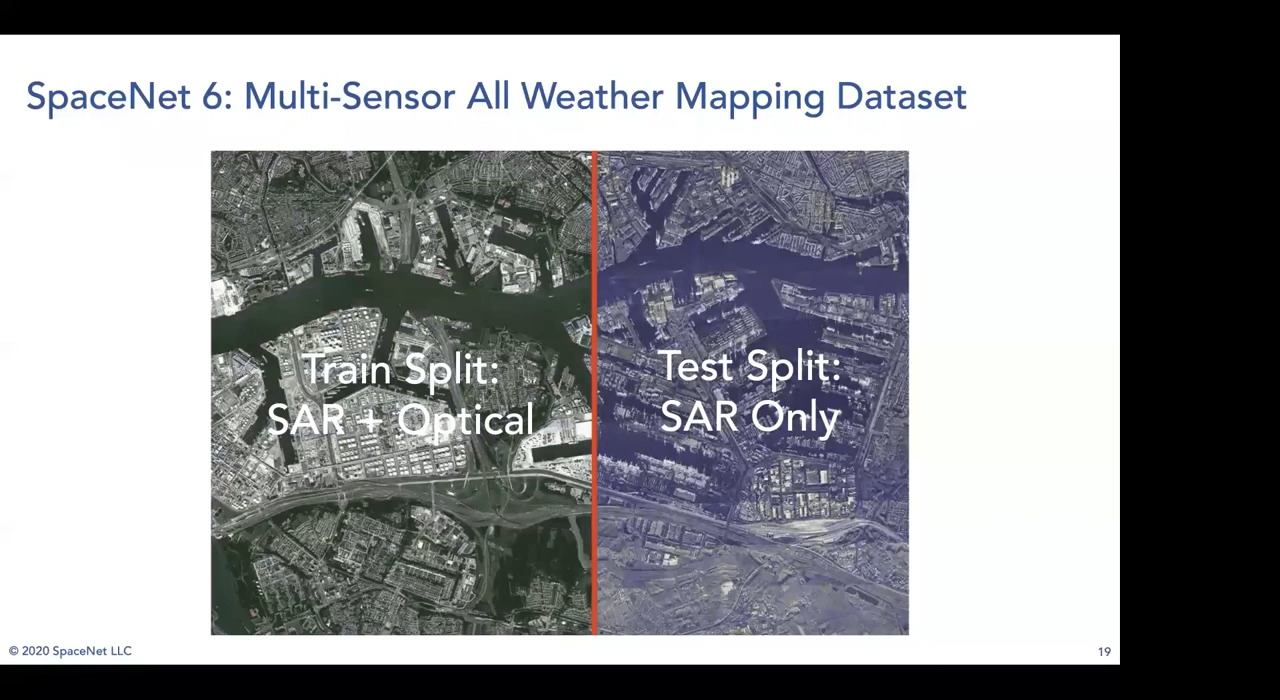 SpaceNet 6: Multi-Sensor All Weather Mapping Dataset
Train Split:
SAR + Optical
Test Split:
SAR Only
© 2020 SpaceNet LLC
19